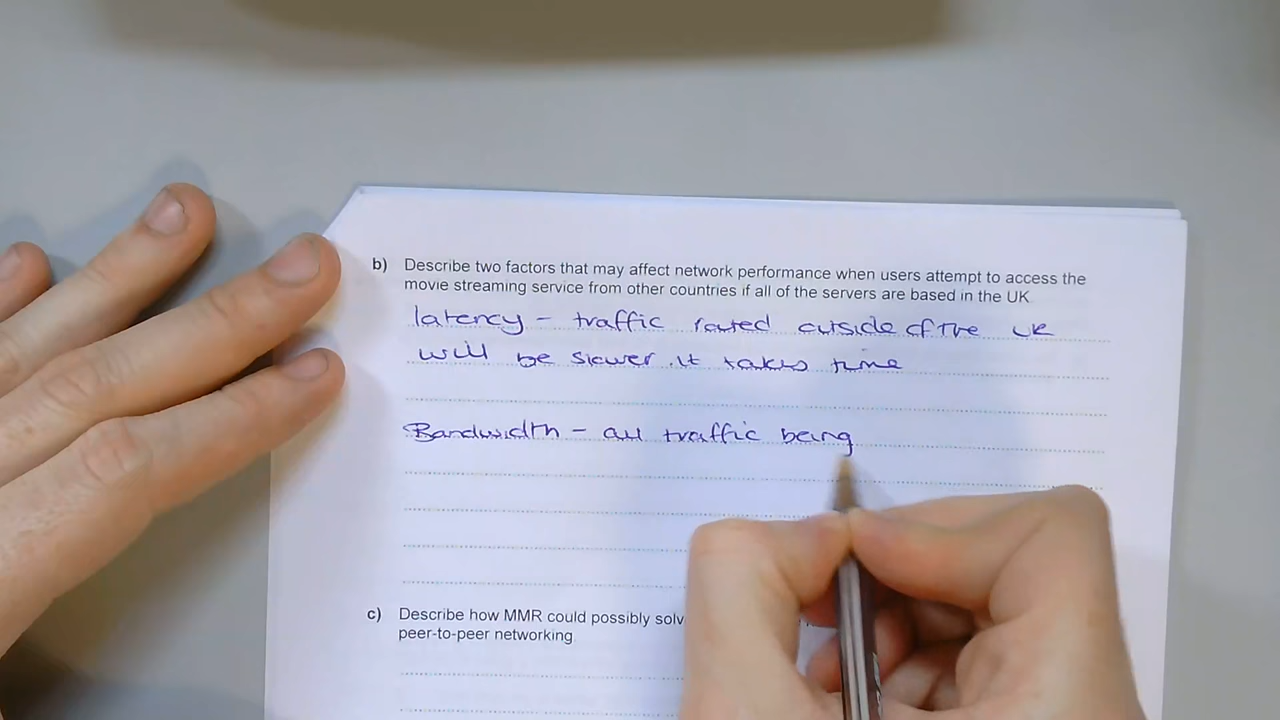 b) Describe two factors that may affect network performance when users attempt to access the
movie streaming service from other countries if all of the servers are based in the UK
latency - traffic routed outside of the UK
will be slower. it takes time
Bandwidth - all traffic being
c) Describe how MMR could possibly solv
peer-to-peer networking